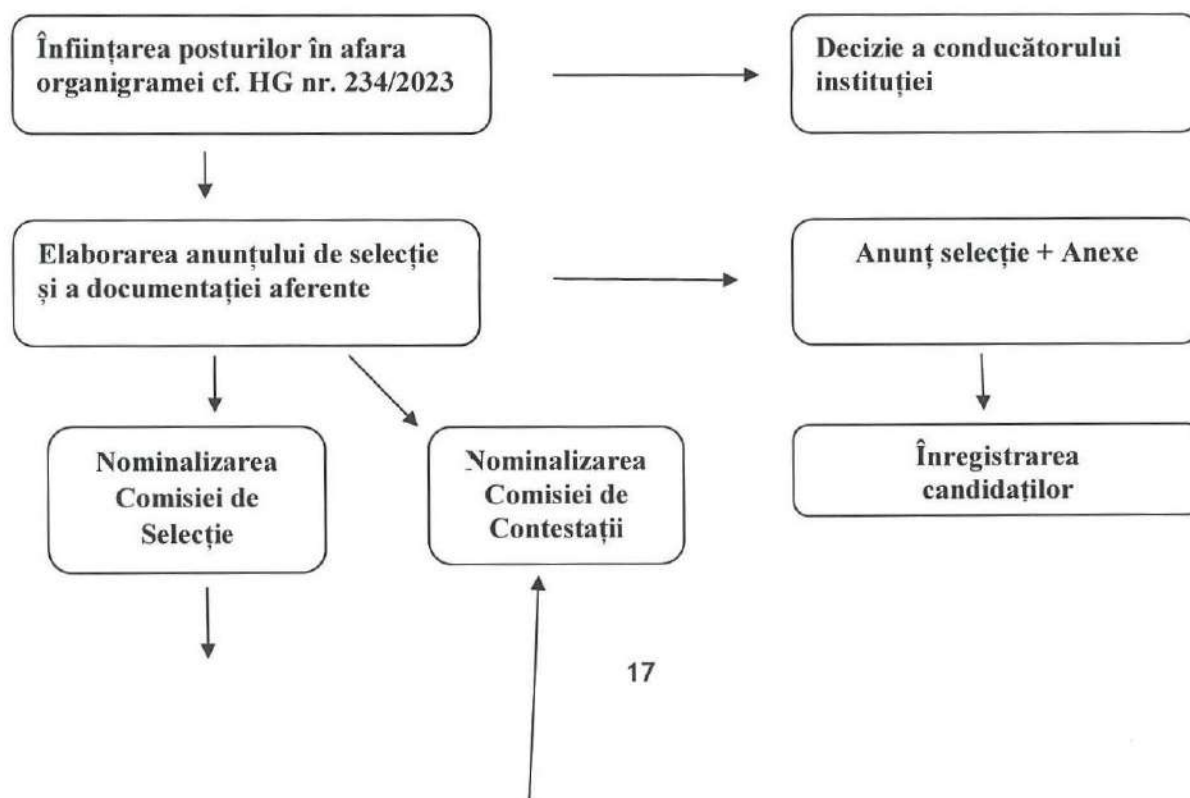 Înființarea posturilor în afara
organigramei cf. HG nr. 234/2023
Decizie a conducătorului
instituției
Elaborarea anunțului de selecție
și a documentației aferente
Anunț selecție + Anexe
Nominalizarea
Comisiei de
Selecție
Nominalizarea
Comisiei de
Contestații
Înregistrarea
candidaților
17